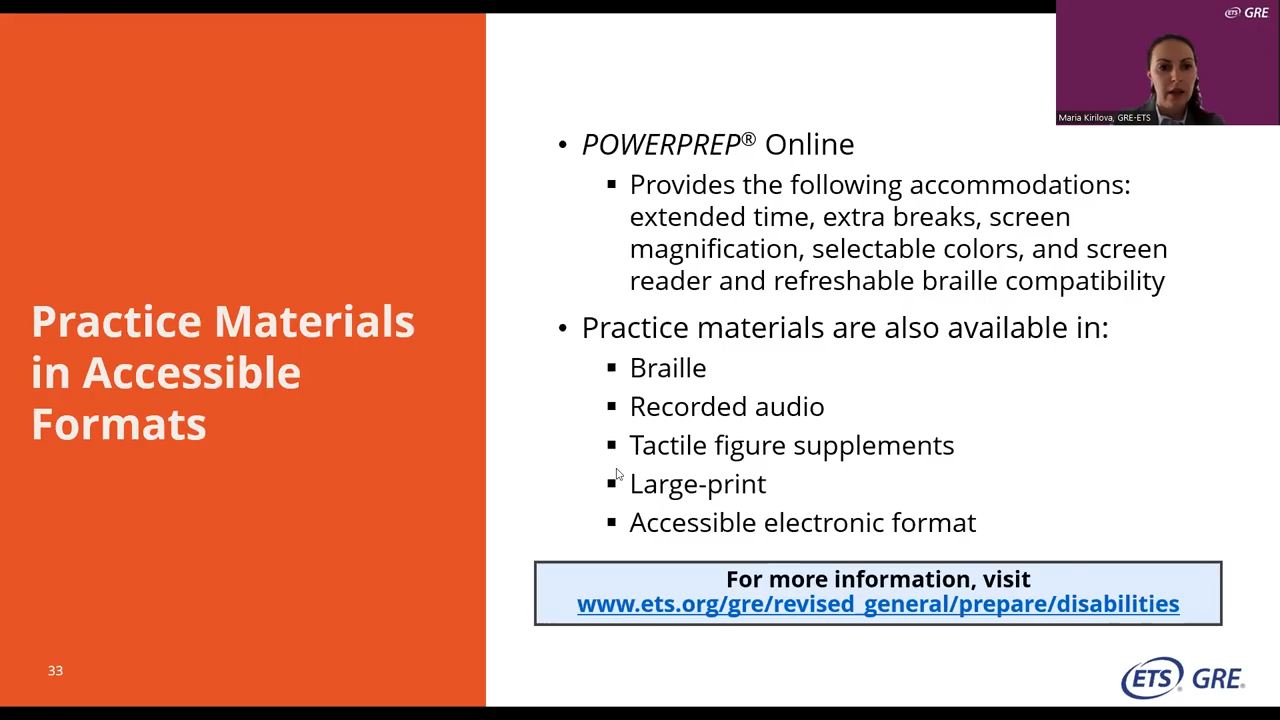 ETS GRE
Maria Kirilova, GRE-ETS
Practice Materials
in Accessible
Formats
• POWERPREP® Online
▪ Provides the following accommodations:
extended time, extra breaks, screen
magnification, selectable colors, and screen
reader and refreshable braille compatibility
• Practice materials are also available in:
▪ Braille
▪ Recorded audio
▪ Tactile figure supplements
▪ Large-print
▪ Accessible electronic format
For more information, visit
www.ets.org/gre/revised_general/prepare/disabilities
33
ETS® GRE®